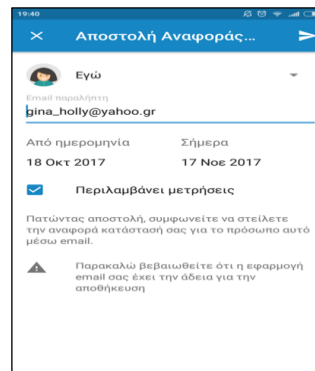 19:40
Αποστολή Αναφοράς...
Εγώ
Email παραλήπτη
gina_holly@yahoo.gr
Από ημερομηνία Σήμερα
18 Οκτ 2017 17 Νοε 2017
Περιλαμβάνει μετρήσεις
Πατώντας αποστολή, συμφωνείτε να στείλετε
την αναφορά κατάστασή σας για το πρόσωπο αυτό
μέσω email.
Παρακαλώ βεβαιωθείτε ότι η εφαρμογή
email σας έχει την άδεια για την
αποθήκευση